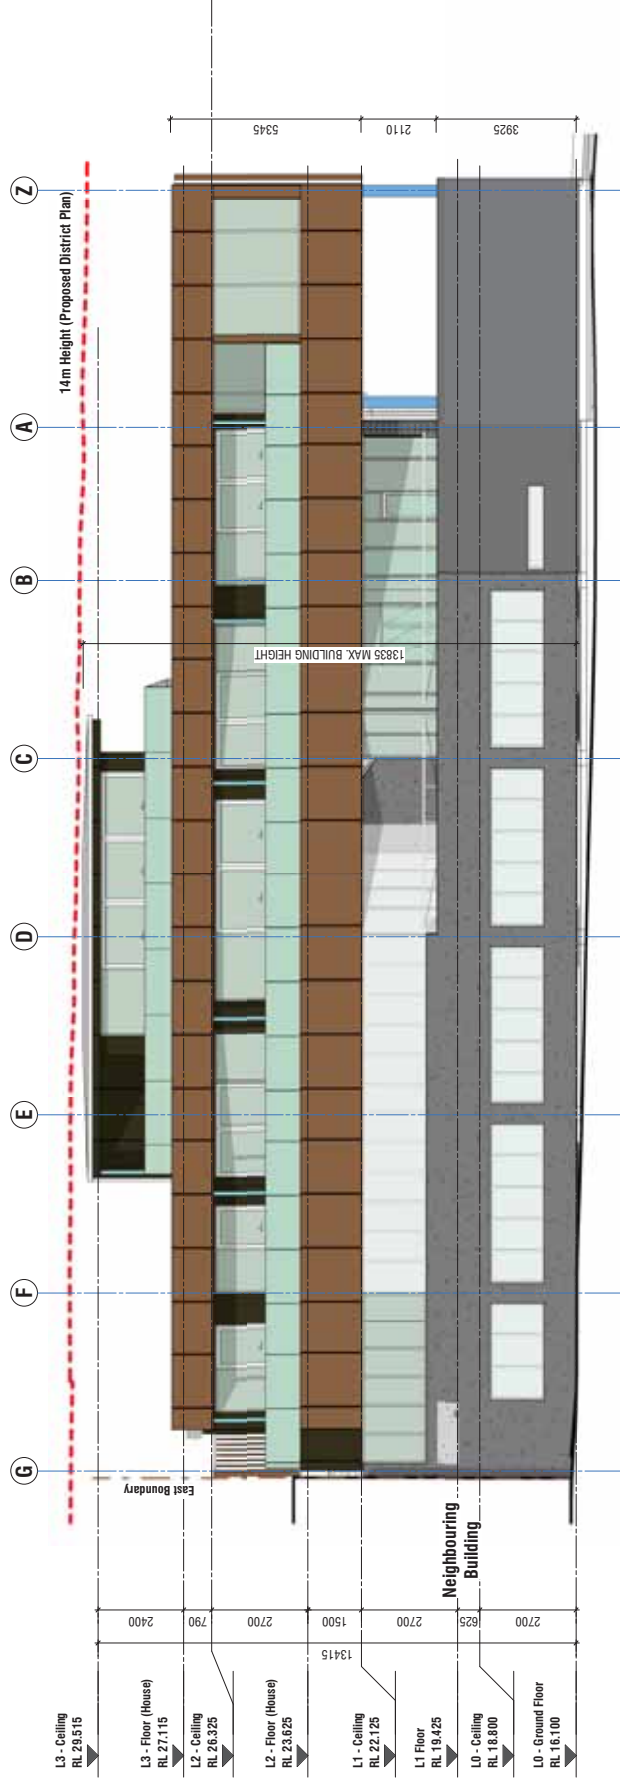 G
F
E
D
C
B
A
Z
14m Height (Proposed District Plan)
East Boundary
Neighbouring
Building
13835 MAX. BUILDING HEIGHT
5345
2110
3925
2400
790
2700
1500
2700
625
2700
13415
L3 - Ceiling
RL 29.515
L3 - Floor (House)
RL 27.115
L2 - Ceiling
RL 26.325
L2 - Floor (House)
RL 23.625
L1 - Ceiling
RL 22.125
L1 Floor
RL 19.425
L0 - Ceiling
RL 18.800
L0 - Ground Floor
RL 16.100